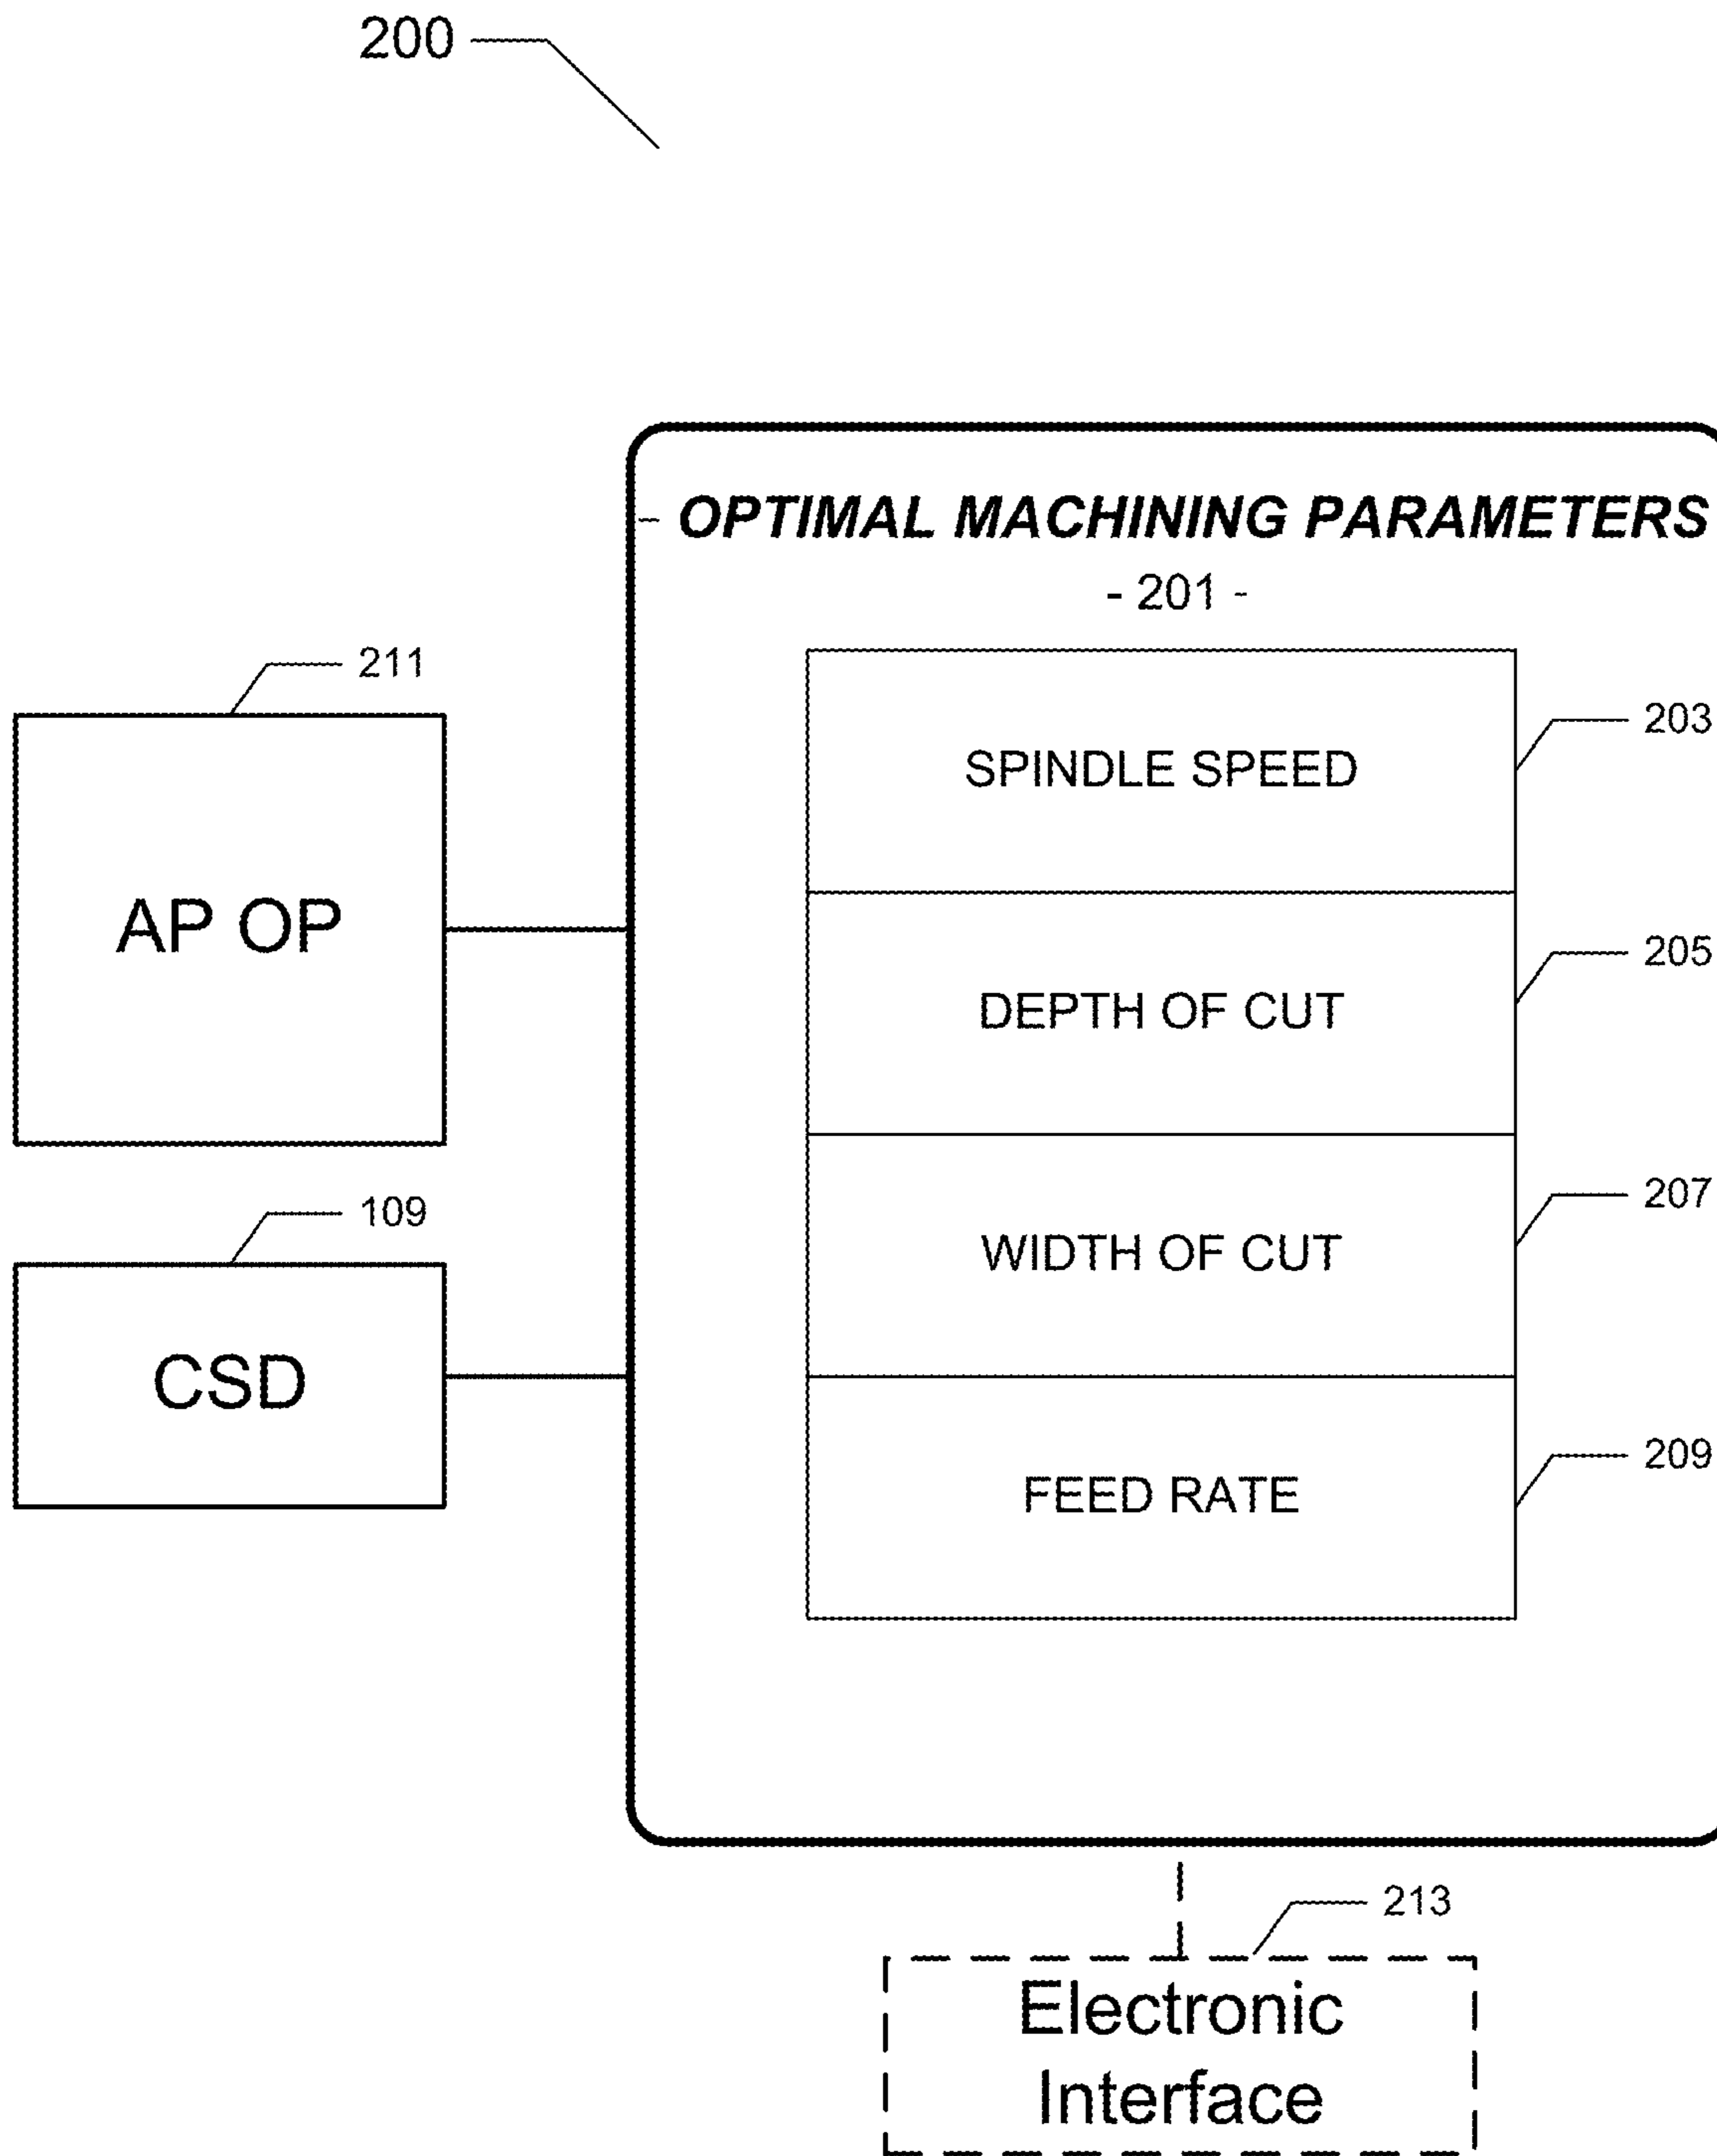 200
- OPTIMAL MACHINING PARAMETERS
- 201 -
211
203
SPINDLE SPEED
AP OP
205
DEPTH OF CUT
109
207
WIDTH OF CUT
CSD
209
FEED RATE
213
Electronic
Interface